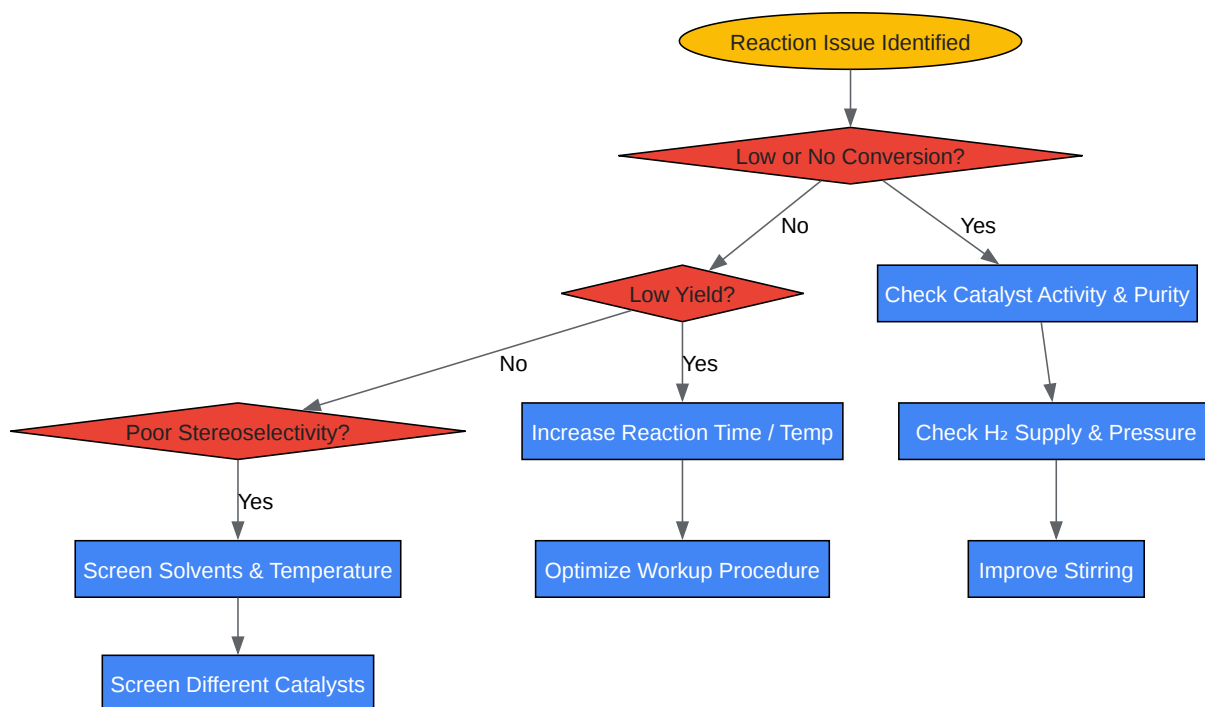 Reaction Issue Identified
Low or No Conversion?
No
Yes
Low Yield?
Check Catalyst Activity & Purity
No
Yes
Poor Stereoselectivity?
Increase Reaction Time / Temp
Check H₂ Supply & Pressure
Yes
Screen Solvents & Temperature
Optimize Workup Procedure
Improve Stirring
Screen Different Catalysts